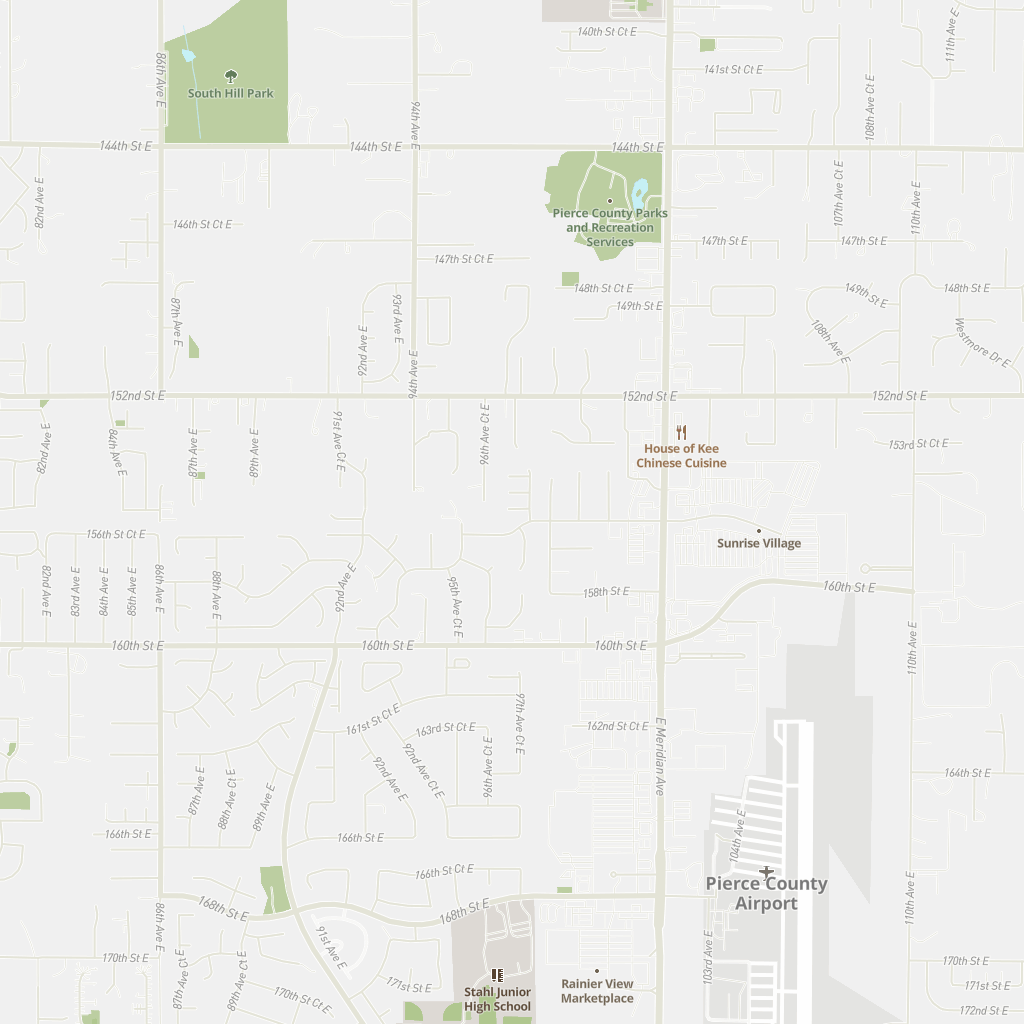 140th St Ct E
111th Ave E
141st St Ct E
86th Ave E
South Hill Park
94th Ave E
108th Ave Ct E
144th St E
144th St E
144th St E
82nd Ave E
107th Ave Ct E
110th Ave E
146th St Ct E
Pierce County Parks
and Recreation
Services
147th St E
147th St E
147th St Ct E
148th St Ct E
148th St E
149th St Ct E
149th St E
87th Ave E
93rd Ave E
92nd Ave E
108th Ave E
Westmore Dr E
94th Ave E
152nd St E
152nd St E
152nd St E
82nd Ave E
84th Ave E
87th Ave E
89th Ave E
91st Ave Ct E
96th Ave Ct E
House of Kee
Chinese Cuisine
153rd St Ct E
156th St Ct E
Sunrise Village
82nd Ave E
83rd Ave E
84th Ave E
85th Ave E
86th Ave E
88th Ave E
92nd Ave E
95th Ave Ct E
158th St E
160th St E
160th St E
160th St E
160th St E
110th Ave E
161st St Ct E
163rd St Ct E
97th Ave Ct E
162nd St Ct E
E Meridian Ave
92nd Ave E
92nd Ave Ct E
96th Ave Ct E
164th St E
87th Ave E
88th Ave Ct E
89th Ave E
166th St E
166th St E
104th Ave E
166th St Ct E
Pierce County
Airport
110th Ave E
168th St E
168th St E
86th Ave E
91st Ave E
103rd Ave E
170th St E
170th St E
87th Ave Ct E
89th Ave Ct E
170th St Ct E
171st St Ct E
171st St E
172nd St E
Stahl Junior
High School
Rainier View
Marketplace